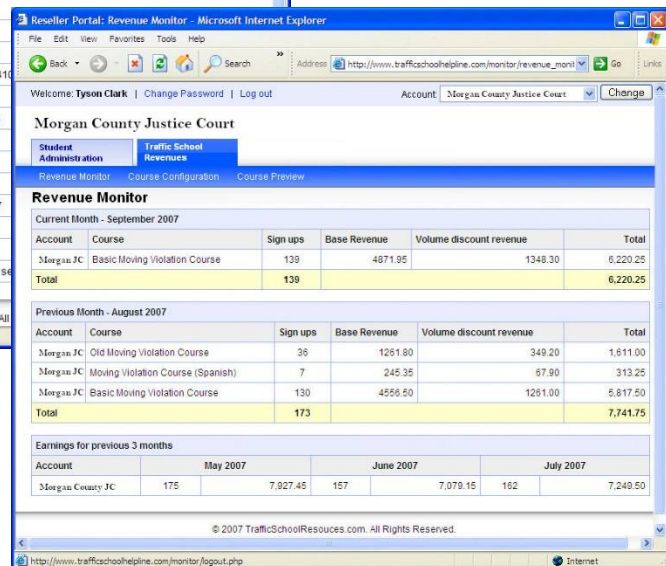 Reseller Portal: Revenue Monitor - Microsoft Internet Explorer
File Edit View Favorites Tools Help
Back Search » Address http://www.trafficschoolhelpline.com/monitor/revenue_monit Go Links
Welcome: Tyson Clark | Change Password | Log out Account Morgan County Justice Court Change
Morgan County Justice Court
Student Administration Traffic School Revenues
Revenue Monitor Course Configuration Course Preview
Revenue Monitor
Current Month - September 2007
Account Course Sign ups Base Revenue Volume discount revenue Total
Morgan JC Basic Moving Violation Course 139 4871.95 1348.30 6,220.25
Total 139 6,220.25
Previous Month - August 2007
Account Course Sign ups Base Revenue Volume discount revenue Total
Morgan JC Old Moving Violation Course 36 1261.80 349.20 1,611.00
Morgan JC Moving Violation Course (Spanish) 7 245.35 67.90 313.25
Morgan JC Basic Moving Violation Course 130 4556.50 1261.00 5,817.50
Total 173 7,741.75
Earnings for previous 3 months
Account May 2007 June 2007 July 2007
Morgan County JC 175 7,927.45 157 7,079.15 162 7,249.50
© 2007 TrafficSchoolResouces.com. All Rights Reserved.
http://www.trafficschoolhelpline.com/monitor/logout.php Internet